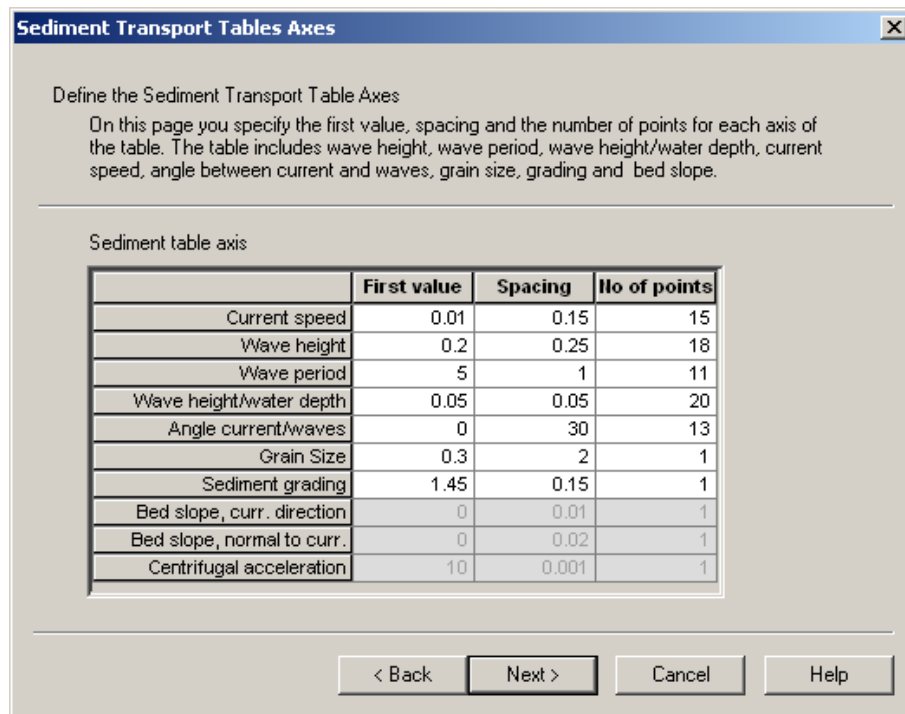 Sediment Transport Tables Axes
Define the Sediment Transport Table Axes
On this page you specify the first value, spacing and the number of points for each axis of
the table. The table includes wave height, wave period, wave height/water depth, current
speed, angle between current and waves, grain size, grading and bed slope.
Sediment table axis
First value Spacing No of points
Current speed 0.01 0.15 15
Wave height 0.2 0.25 18
Wave period 5 1 11
Wave height/water depth 0.05 0.05 20
Angle current/waves 0 30 13
Grain Size 0.3 2 1
Sediment grading 1.45 0.15 1
Bed slope, curr. direction 0 0.01 1
Bed slope, normal to curr. 0 0.02 1
Centrifugal acceleration 10 0.001 1
< Back Next > Cancel Help